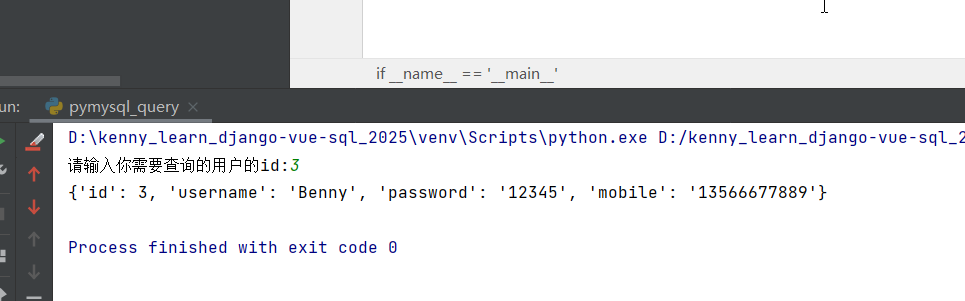 if __name__ == '__main__'
un:
pymysql_query
D:\kenny_learn_django-vue-sql_2025\venv\Scripts\python.exe D:/kenny_learn_django-vue-sql_2
请输入你需要查询的用户的id:3
{'id': 3, 'username': 'Benny', 'password': '12345', 'mobile': '13566677889'}
Process finished with exit code 0